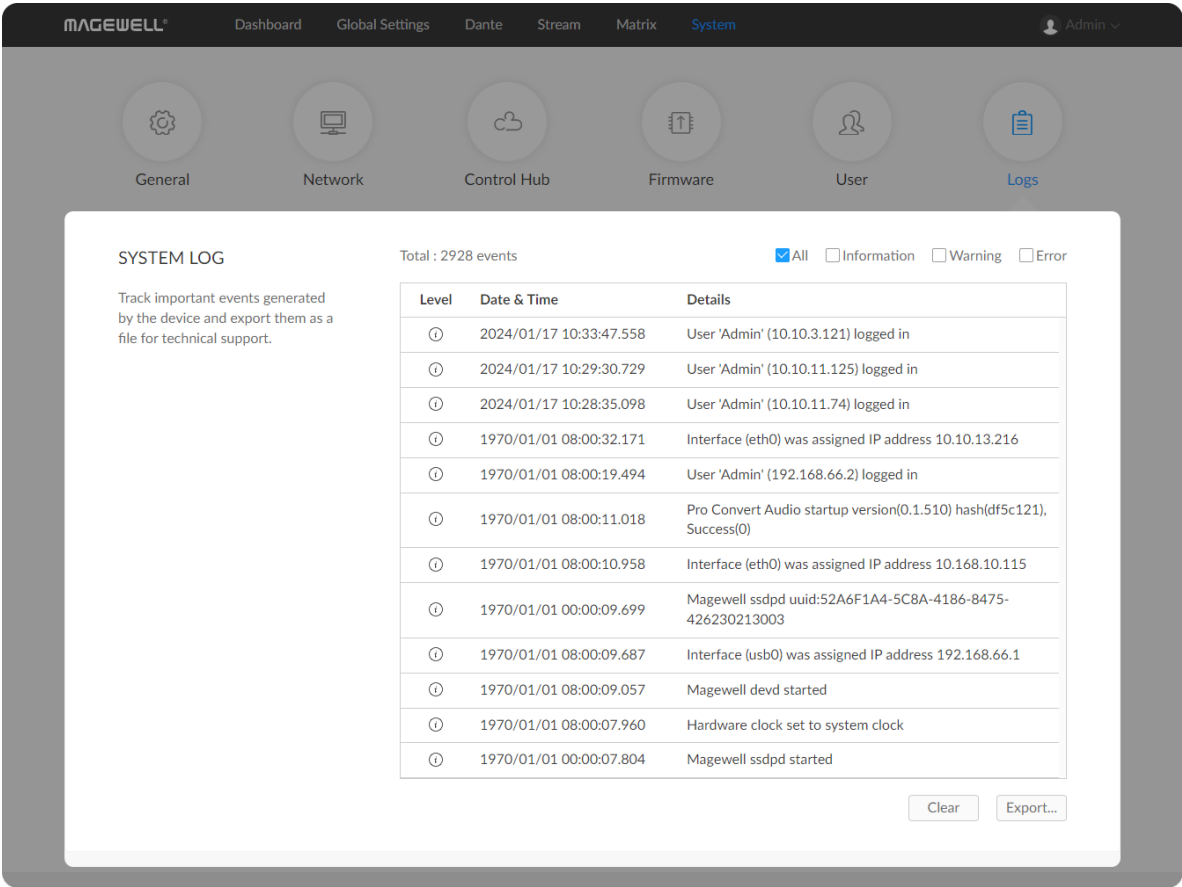 MAGEWELL®
Dashboard Global Settings Dante Stream Matrix System Admin
General Network Control Hub Firmware User Logs
SYSTEM LOG
Track important events generated
by the device and export them as a
file for technical support.
Total : 2928 events All Information Warning Error
Level Date & Time Details
2024/01/17 10:33:47.558 User 'Admin' (10.10.3.121) logged in
2024/01/17 10:29:30.729 User 'Admin' (10.10.11.125) logged in
2024/01/17 10:28:35.098 User 'Admin' (10.10.11.74) logged in
1970/01/01 08:00:32.171 Interface (eth0) was assigned IP address 10.10.13.216
1970/01/01 08:00:19.494 User 'Admin' (192.168.66.2) logged in
1970/01/01 08:00:11.018 Pro Convert Audio startup version(0.1.510) hash(df5c121),
Success(0)
1970/01/01 08:00:10.958 Interface (eth0) was assigned IP address 10.168.10.115
1970/01/01 00:00:09.699 Magewell ssdpd uuid:52A6F1A4-5C8A-4186-8475-
426230213003
1970/01/01 08:00:09.687 Interface (usb0) was assigned IP address 192.168.66.1
1970/01/01 08:00:09.057 Magewell devd started
1970/01/01 08:00:07.960 Hardware clock set to system clock
1970/01/01 00:00:07.804 Magewell ssdpd started
Clear Export...